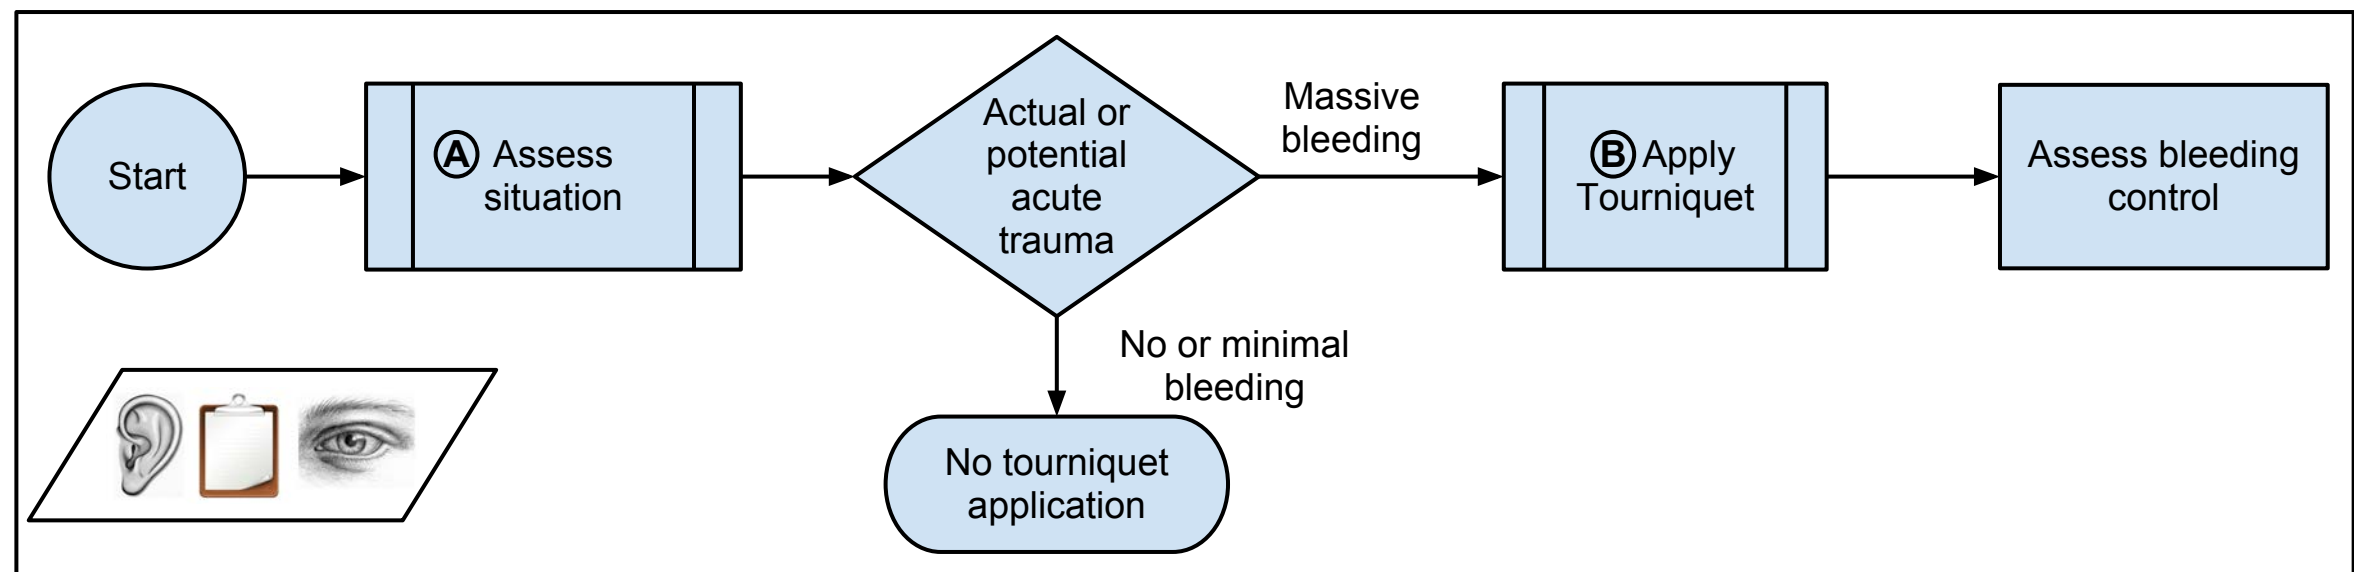 Start
A Assess
situation
Actual or
potential
acute
trauma
Massive
bleeding
B Apply
Tourniquet
Assess bleeding
control
No or minimal
bleeding
No tourniquet
application